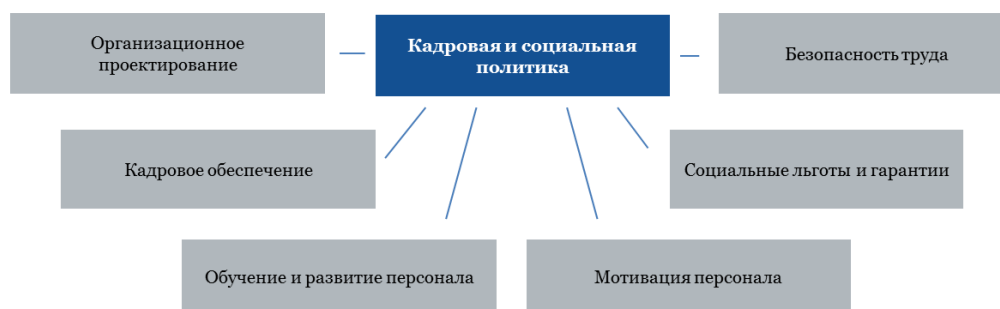 Организационное
проектирование
Кадровая и социальная
политика
Безопасность труда
Кадровое обеспечение
Социальные льготы и гарантии
Обучение и развитие персонала
Мотивация персонала